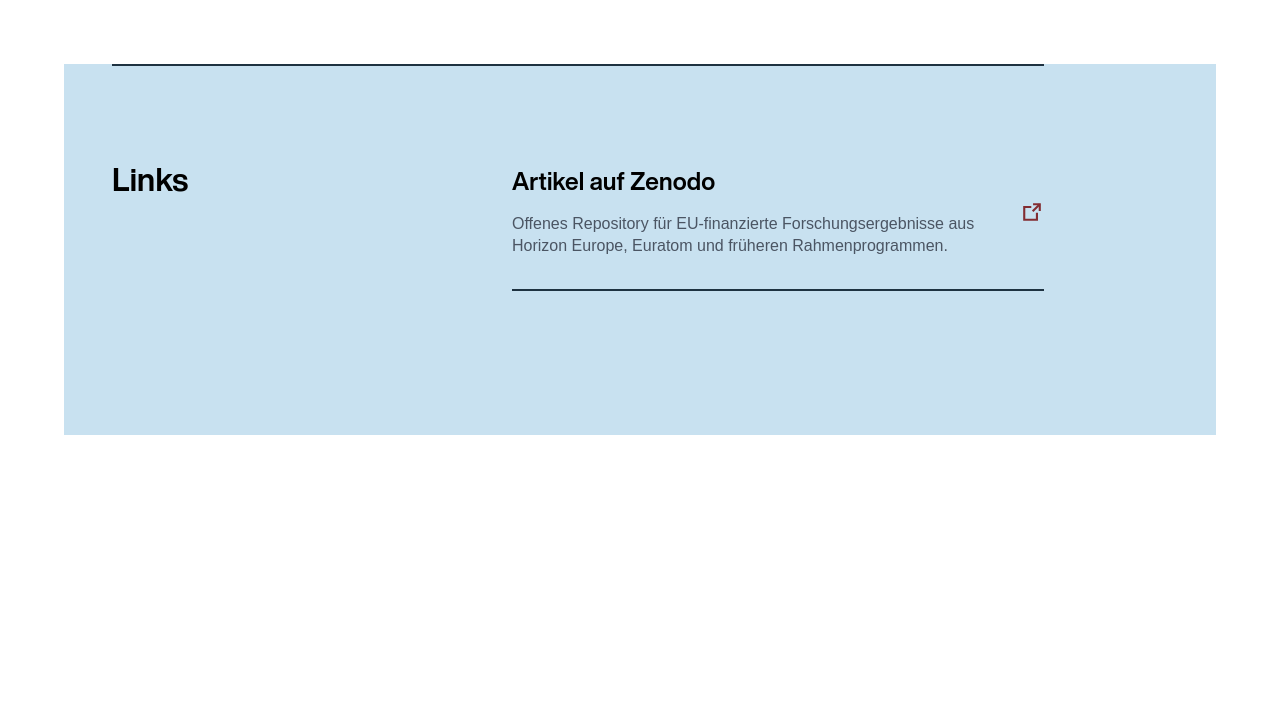 Links
Artikel auf Zenodo
Offenes Repository für EU-finanzierte Forschungsergebnisse aus
Horizon Europe, Euratom und früheren Rahmenprogrammen.